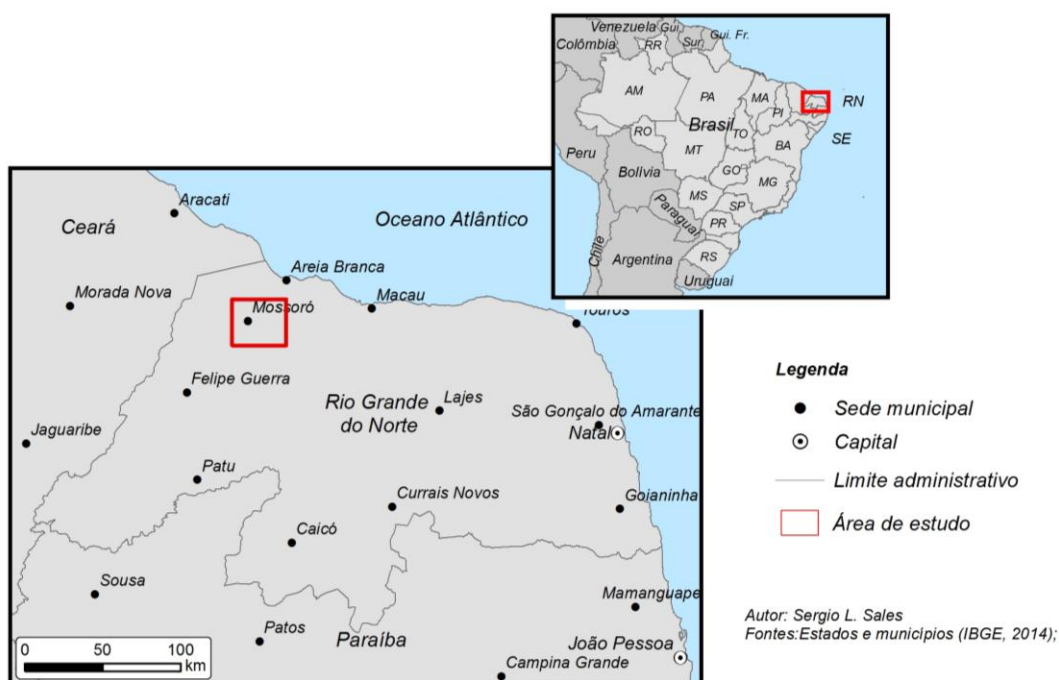 Venezuela
Gui.
Sur.
Gui. Fr.
Colômbia
RR
AM
PA
MA
RN
PI
Brasil
TO
SE
RO
BA
Peru
MT
Bolívia
GO
MG
MS
SP
Paraguai
PR
Chile
Argentina
RS
Uruguai
Aracati
Ceará
Oceano Atlântico
Areia Branca
Morada Nova
Macau
Mossoró
Touros
Felipe Guerra
Rio Grande
do Norte
Lajes
São Gonçalo do Amarante
Natal
Jaguaribe
Patu
Currais Novos
Goianinha
Caicó
Sousa
Mamanguape
Patos
Paraíba
João Pessoa
Campina Grande
0 50 100
km
Legenda
Sede municipal
Capital
Limite administrativo
Área de estudo
Autor: Sergio L. Sales
Fontes:Estados e municípios (IBGE, 2014);